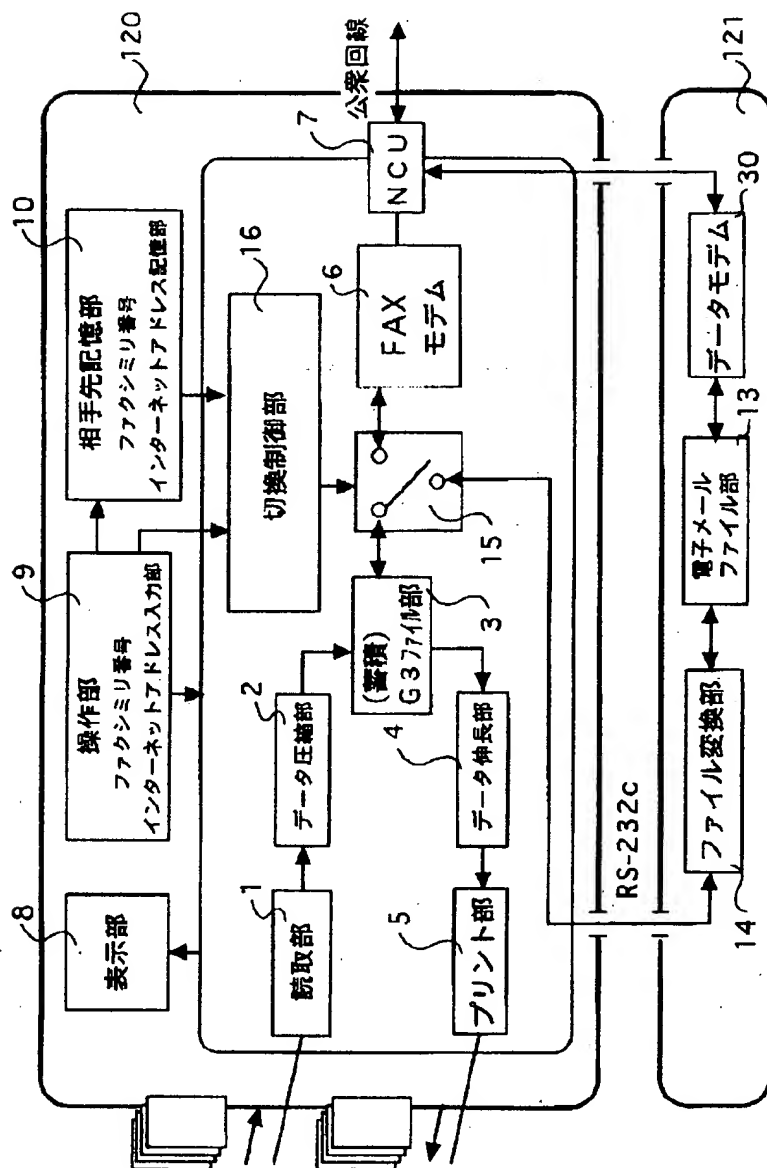 120
公衆回線
8
表示部
9
操作部
ファクシミリ番号
インターネットアドレス入力部
10
相手先記憶部
ファクシミリ番号
インターネットアドレス記憶部
16
切換制御部
7
NCU
1
読取部
2
データ圧縮部
(蓄積)
G3ファイル部
3
15
6
FAX
モデム
4
データ伸長部
5
プリント部
RS-232c
121
14
ファイル変換部
電子メール
ファイル部
13
データモデム
30